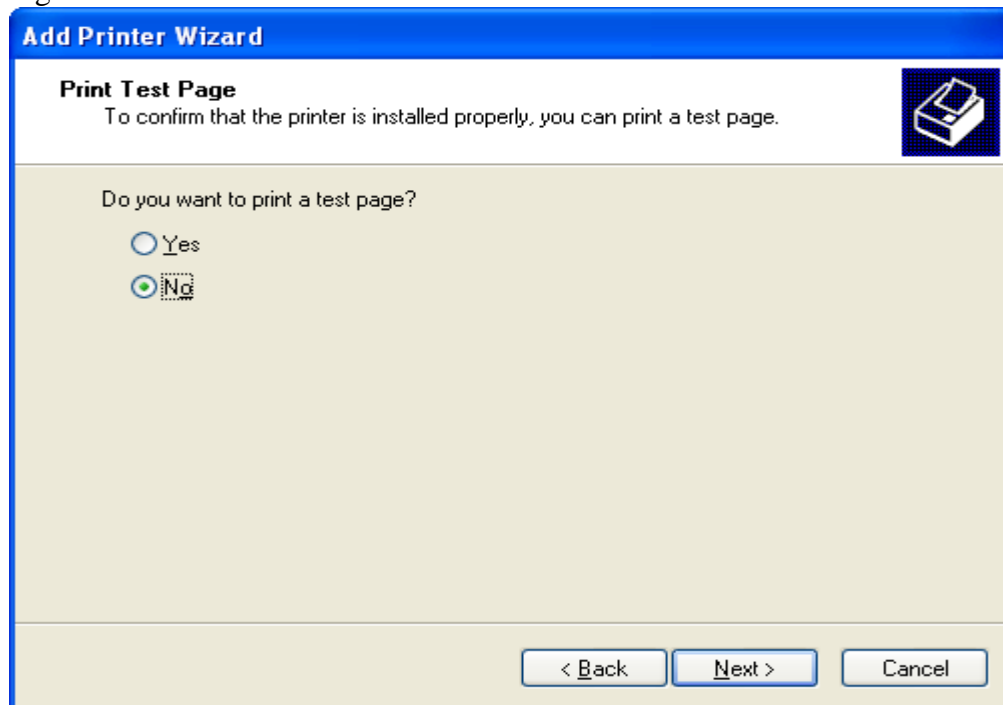 Add Printer Wizard
Print Test Page
To confirm that the printer is installed properly, you can print a test page.
Do you want to print a test page?
Yes
No
< Back Next > Cancel